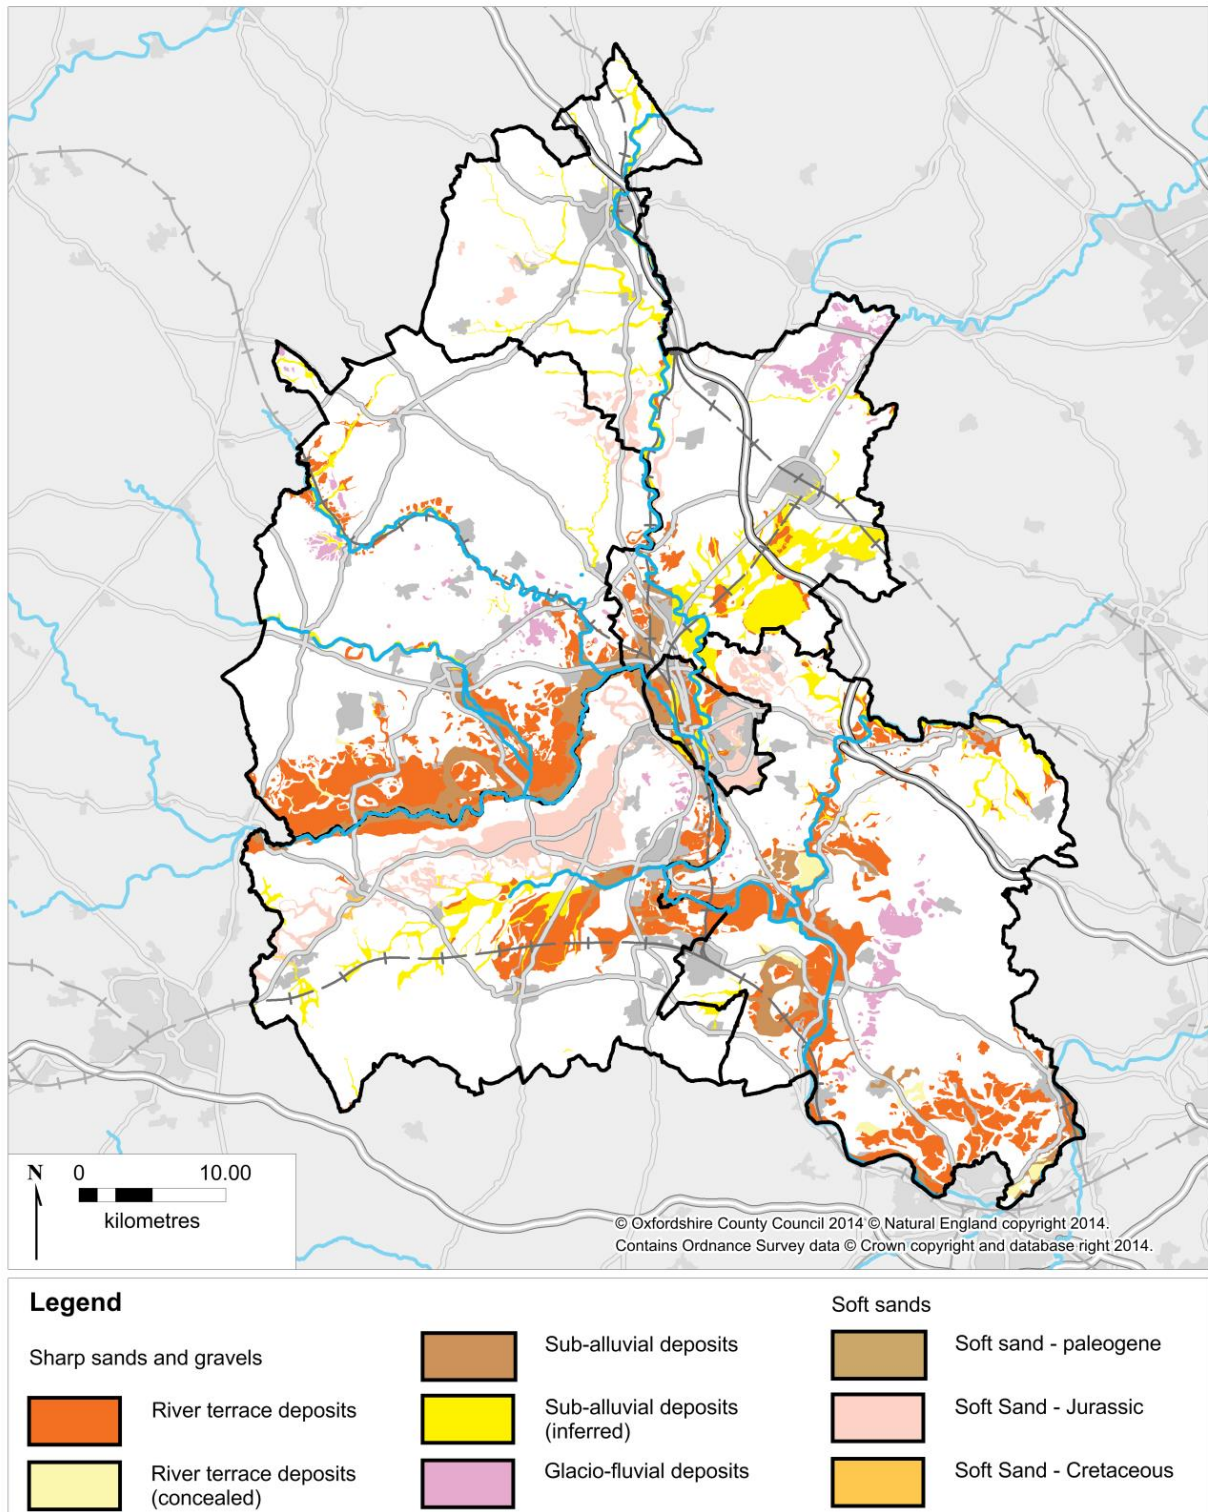 N
0 10.00
kilometres
© Oxfordshire County Council 2014 © Natural England copyright 2014.
Contains Ordnance Survey data © Crown copyright and database right 2014.
Legend
Sharp sands and gravels
River terrace deposits
River terrace deposits
(concealed)
Sub-alluvial deposits
Sub-alluvial deposits
(inferred)
Glacio-fluvial deposits
Soft sands
Soft sand - paleogene
Soft Sand - Jurassic
Soft Sand - Cretaceous